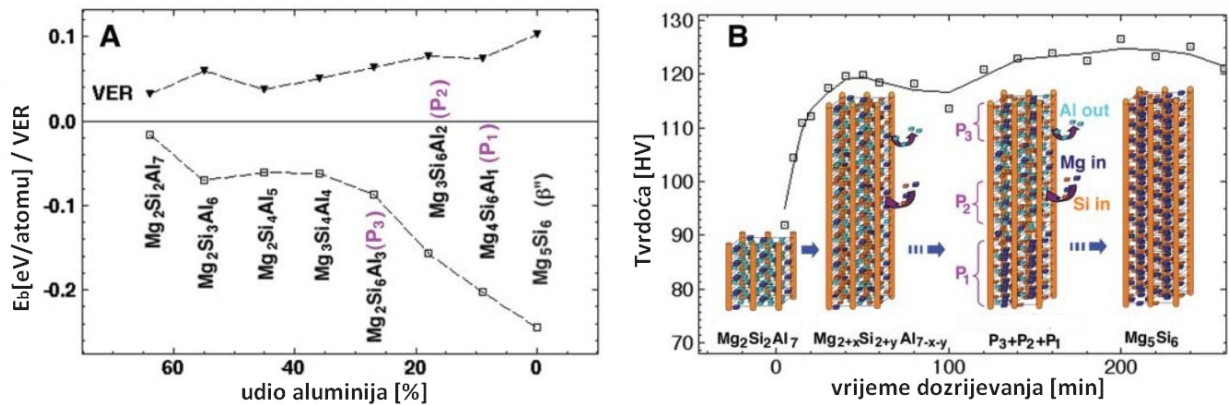 A
0.1
VER
0.0
-0.1
-0.2
E_b[eV/atomu] / VER
Mg₂Si₂Al₇
Mg₂Si₃Al₆
Mg₂Si₄Al₅
Mg₃Si₄Al₄
Mg₂Si₆Al₃(P₃)
Mg₃Si₆Al₂ (P₂)
Mg₄Si₆Al₁ (P₁)
Mg₅Si₆ (β")
60 40 20 0
udio aluminija [%]
B
130
120
110
100
90
80
70
Tvrdoća [HV]
P₃
P₂
P₁
Al out
Mg in
Si in
Mg₂Si₂Al₇ Mg₂₊ₓSi₂₊ᵧAl₇₋ₓ₋ᵧ P₃+P₂+P₁ Mg₅Si₆
0 100 200
vrijeme dozrijevanja [min]